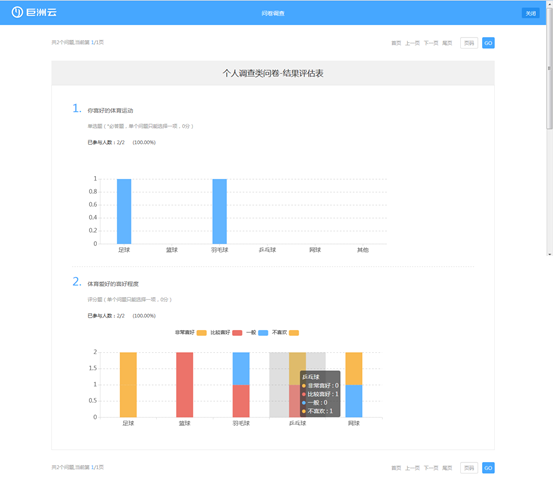 巨洲云 问卷调查 关闭
共2个问题,当前第 1/1页 首页 上一页 下一页 尾页 页码 GO
个人调查类问卷-结果评估表
1. 你喜好的体育运动
单选题(*必答题,单个问题只能选择一项,0分)
已参与人数:2/2 (100.00%)
1
0.8
0.6
0.4
0.2
0
足球 篮球 羽毛球 乒乓球 网球 其他
2. 体育爱好的喜好程度
评分题(单个问题只能选择一项,0分)
已参与人数:2/2 (100.00%)
非常喜好 比较喜好 一般 不喜欢
2
1.5
1
0.5
0
乒乓球
非常喜好 : 0
比较喜好 : 1
一般 : 0
不喜欢 : 1
足球 篮球 羽毛球 乒乓球 网球
共2个问题,当前第 1/1页 首页 上一页 下一页 尾页 页码 GO